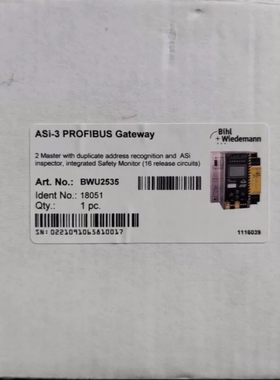 ASi-3 PROFIBUS Gateway
Bihl
+Wiedemann
2 Master with duplicate address recognition and ASi
inspector, integrated Safety Monitor (16 release circuits)
Art. No.: BWU2535
Ident No.: 18051
Qty.: 1 pc.
SN: 0221091065810017
1116039